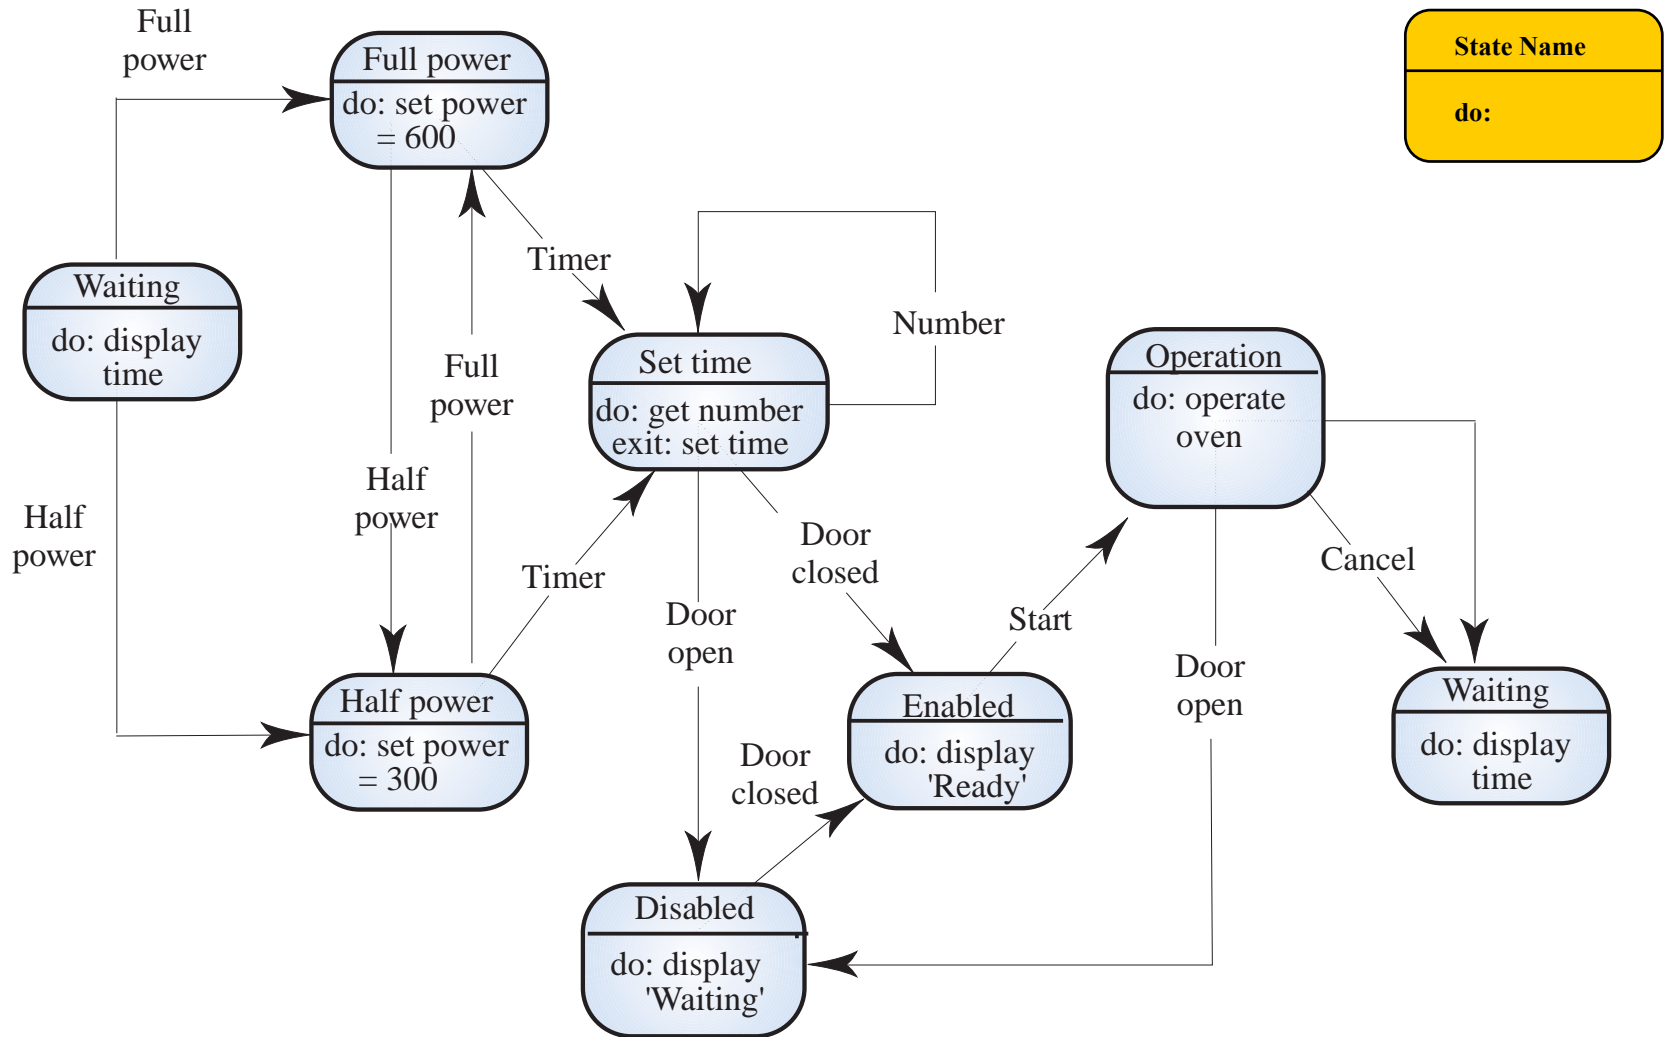 Full
power
Full power
do: set power
= 600
State Name
do:
Timer
Waiting
do: display
time
Number
Full
power
Set time
do: get number
exit: set time
Operation
do: operate
oven
Half
power
Half
power
Timer
Door
closed
Cancel
Door
open
Start
Door
open
Half power
do: set power
= 300
Enabled
do: display
'Ready'
Waiting
do: display
time
Door
closed
Disabled
do: display
'Waiting'